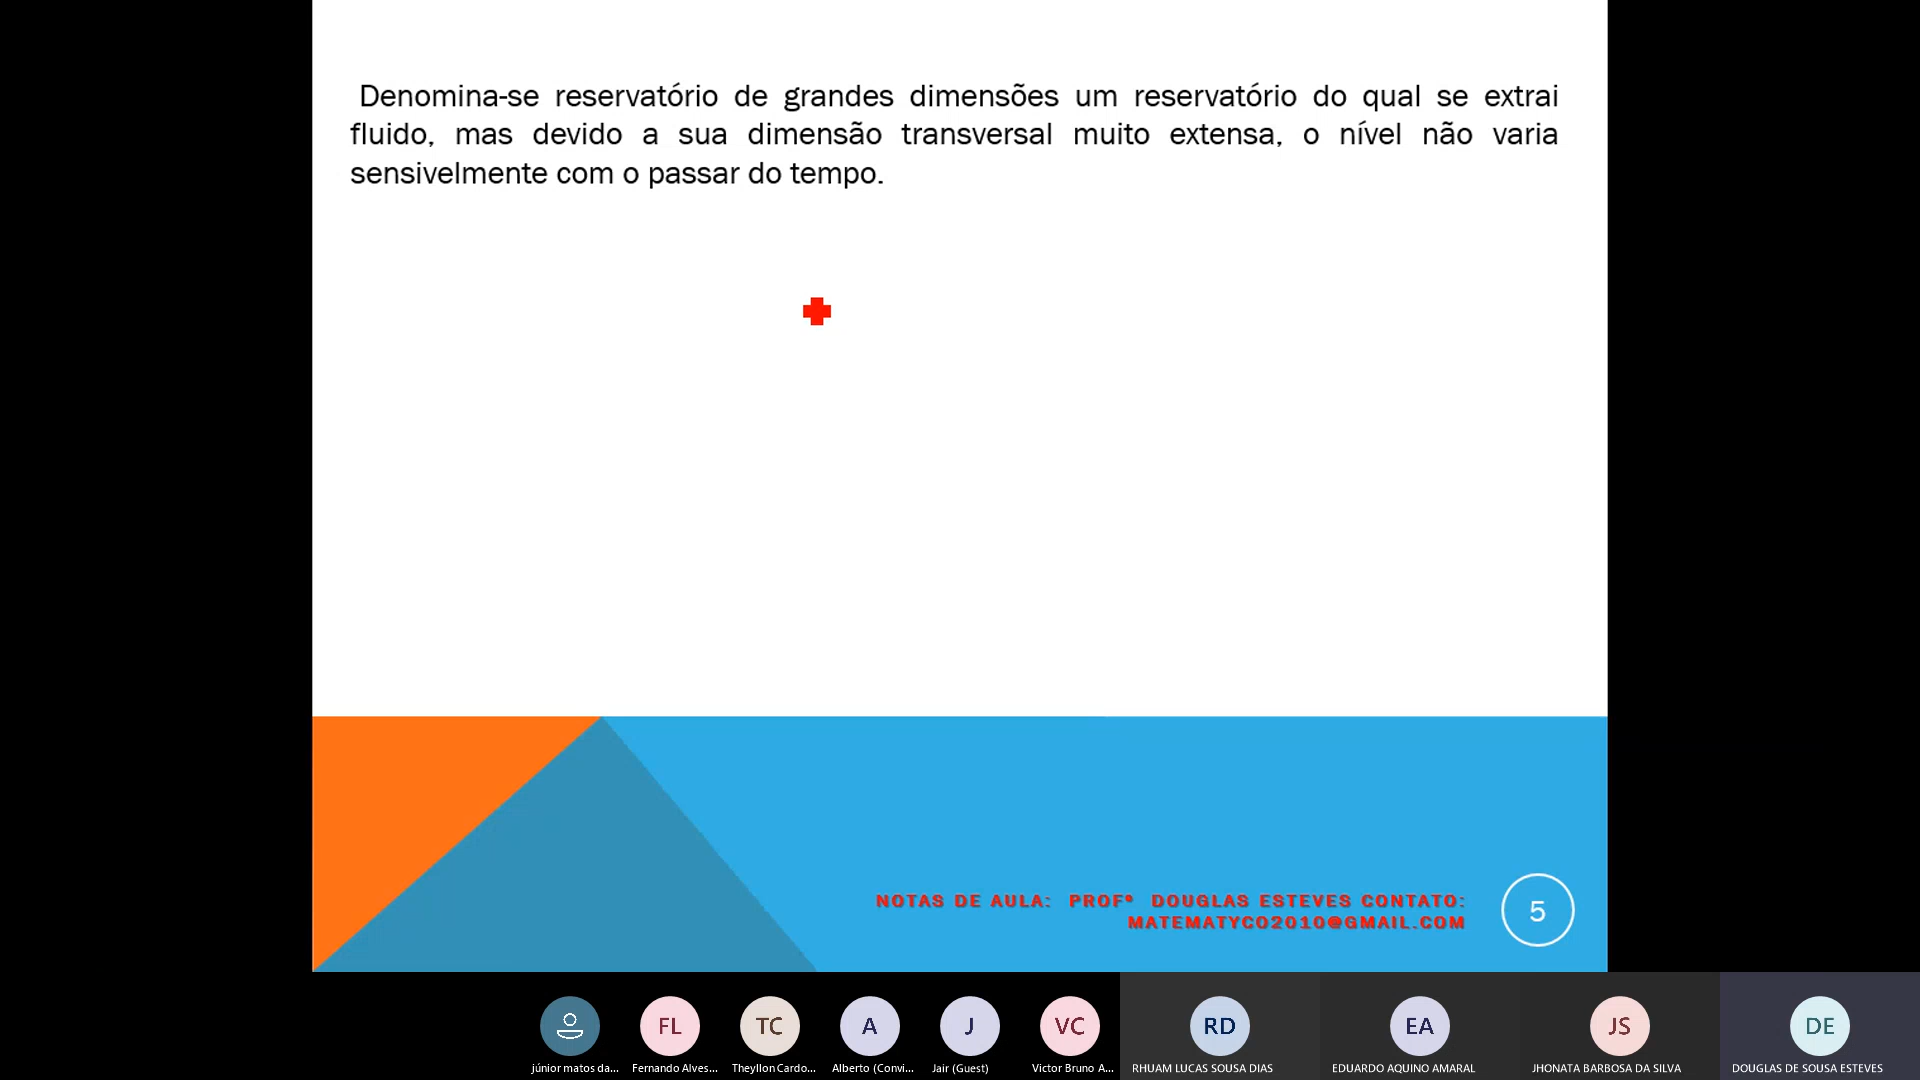 Denomina-se reservatório de grandes dimensões um reservatório do qual se extrai
fluido, mas devido a sua dimensão transversal muito extensa, o nível não varia
sensivelmente com o passar do tempo.
NOTAS DE AULA: PROFº DOUGLAS ESTEVES CONTATO:
MATEMATYCO2010@GMAIL.COM
5
FL
TC
A
J
VC
RD
EA
JS
DE
júnior matos da...
Fernando Alves...
Theyllon Cardo...
Alberto (Convi...
Jair (Guest)
Victor Bruno A...
RHUAM LUCAS SOUSA DIAS
EDUARDO AQUINO AMARAL
JHONATA BARBOSA DA SILVA
DOUGLAS DE SOUSA ESTEVES